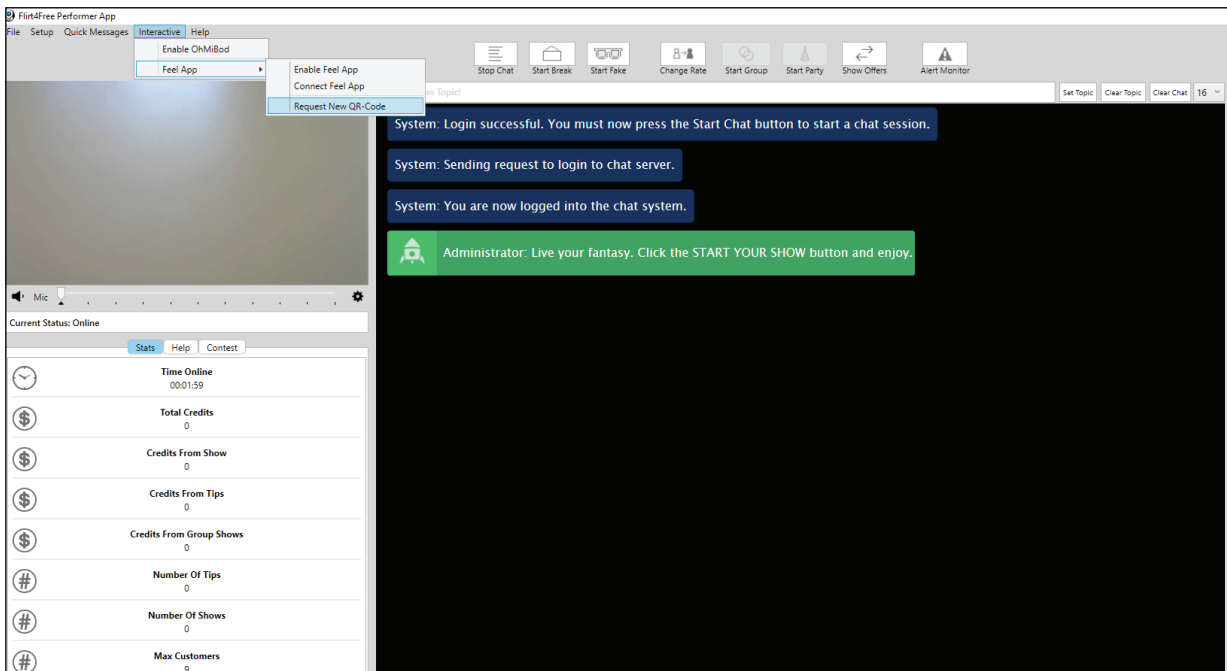 Flirt4Free Performer App
File Setup Quick Messages Interactive Help
Enable OhMiBod
Feel App
Enable Feel App
Connect Feel App
Request New QR-Code
Stop Chat Start Break Start Fake Change Rate Start Group Start Party Show Offers Alert Monitor
Topic!
Set Topic Clear Topic Clear Chat 16
System: Login successful. You must now press the Start Chat button to start a chat session.
System: Sending request to login to chat server.
System: You are now logged into the chat system.
Administrator: Live your fantasy. Click the START YOUR SHOW button and enjoy.
Mic
Current Status: Online
Stats Help Contest
Time Online
00:01:59
Total Credits
0
Credits From Show
0
Credits From Tips
0
Credits From Group Shows
0
Number Of Tips
0
Number Of Shows
0
Max Customers